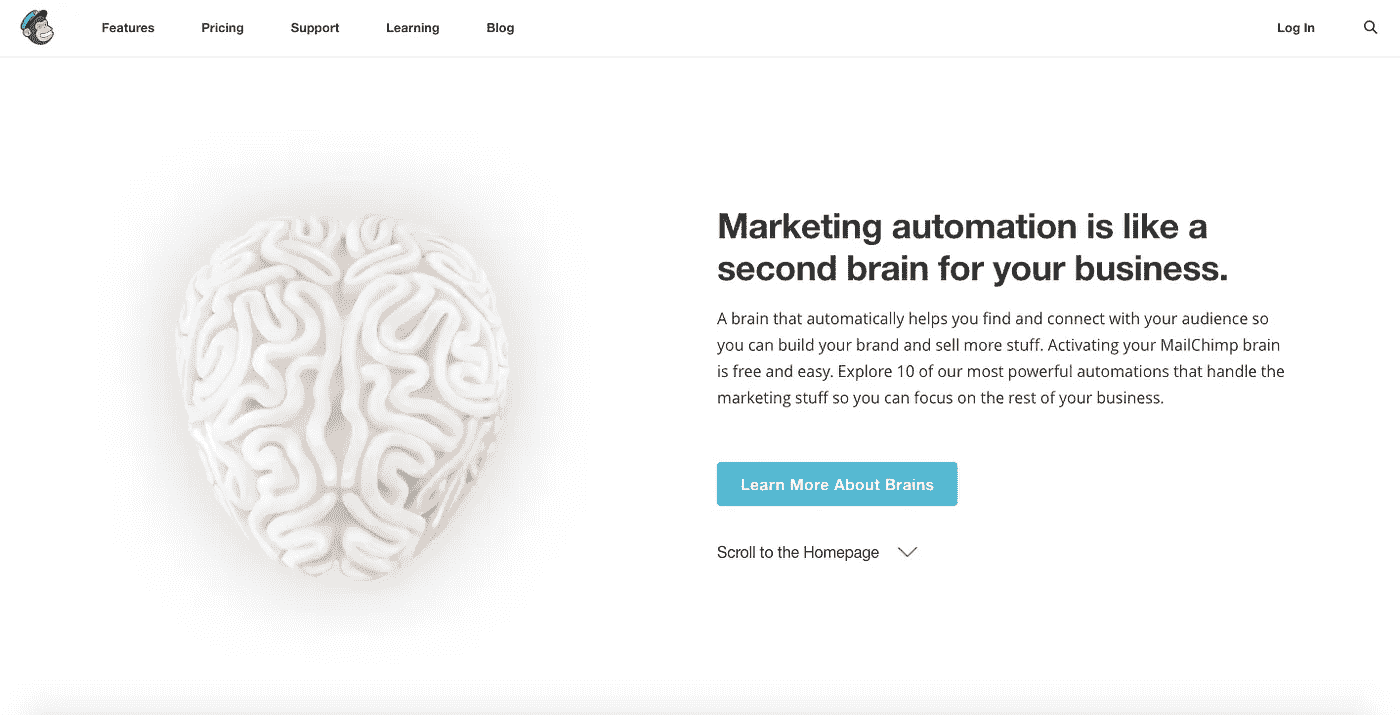 Features
Pricing
Support
Learning
Blog
Log In
Marketing automation is like a
second brain for your business.
A brain that automatically helps you find and connect with your audience so
you can build your brand and sell more stuff. Activating your MailChimp brain
is free and easy. Explore 10 of our most powerful automations that handle the
marketing stuff so you can focus on the rest of your business.
Learn More About Brains
Scroll to the Homepage